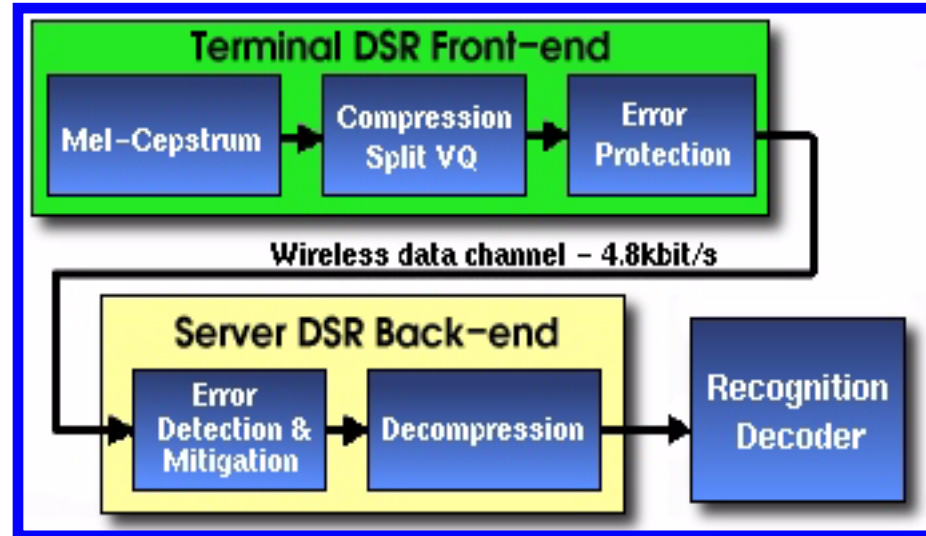 Terminal DSR Front-end
Mel-Cepstrum
Compression
Split VQ
Error
Protection
Wireless data channel - 4.8kbit/s
Server DSR Back-end
Error
Detection &
Mitigation
Decompression
Recognition
Decoder